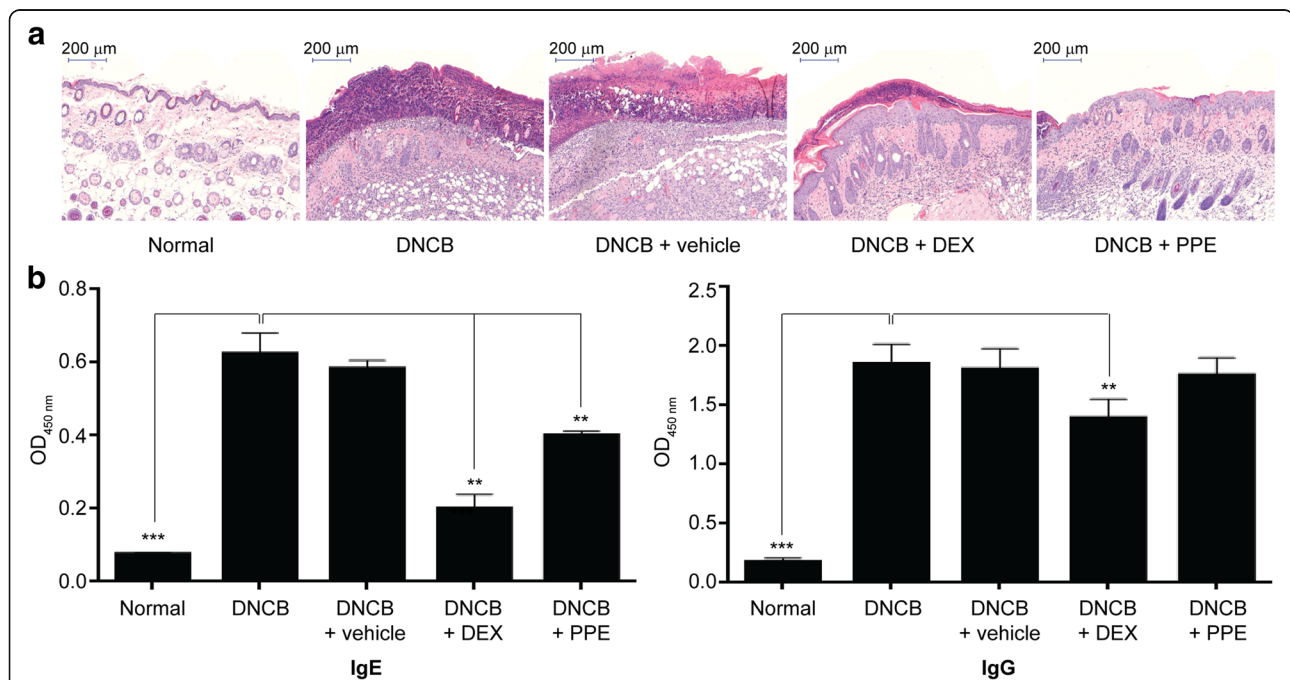 a
200 μm 200 μm 200 μm 200 μm 200 μm
Normal DNCB DNCB + vehicle DNCB + DEX DNCB + PPE
b
0.8
0.6
0.4
0.2
0.0
OD450 nm
***
**
**
Normal DNCB DNCB DNCB DNCB
+ vehicle + DEX + PPE
IgE
2.5
2.0
1.5
1.0
0.5
0.0
OD450 nm
***
**
Normal DNCB DNCB DNCB DNCB
+ vehicle + DEX + PPE
IgG